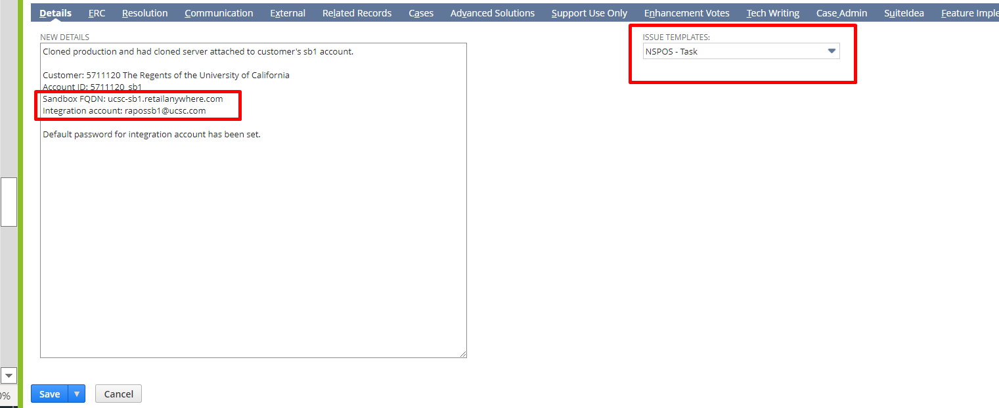 Details ERC Resolution Communication External Related Records Cases Advanced Solutions Support Use Only Enhancement Votes Tech Writing Case Admin SuiteIdea Feature Imple
NEW DETAILS
Cloned production and had cloned server attached to customer's sb1 account.
Customer: 5711120 The Regents of the University of California
Account ID: 5711120_sb1
Sandbox FQDN: ucsc-sb1.retailanywhere.com
Integration account: rapossb1@ucsc.com
Default password for integration account has been set.
ISSUE TEMPLATES:
NSPOS - Task
Save Cancel
0%